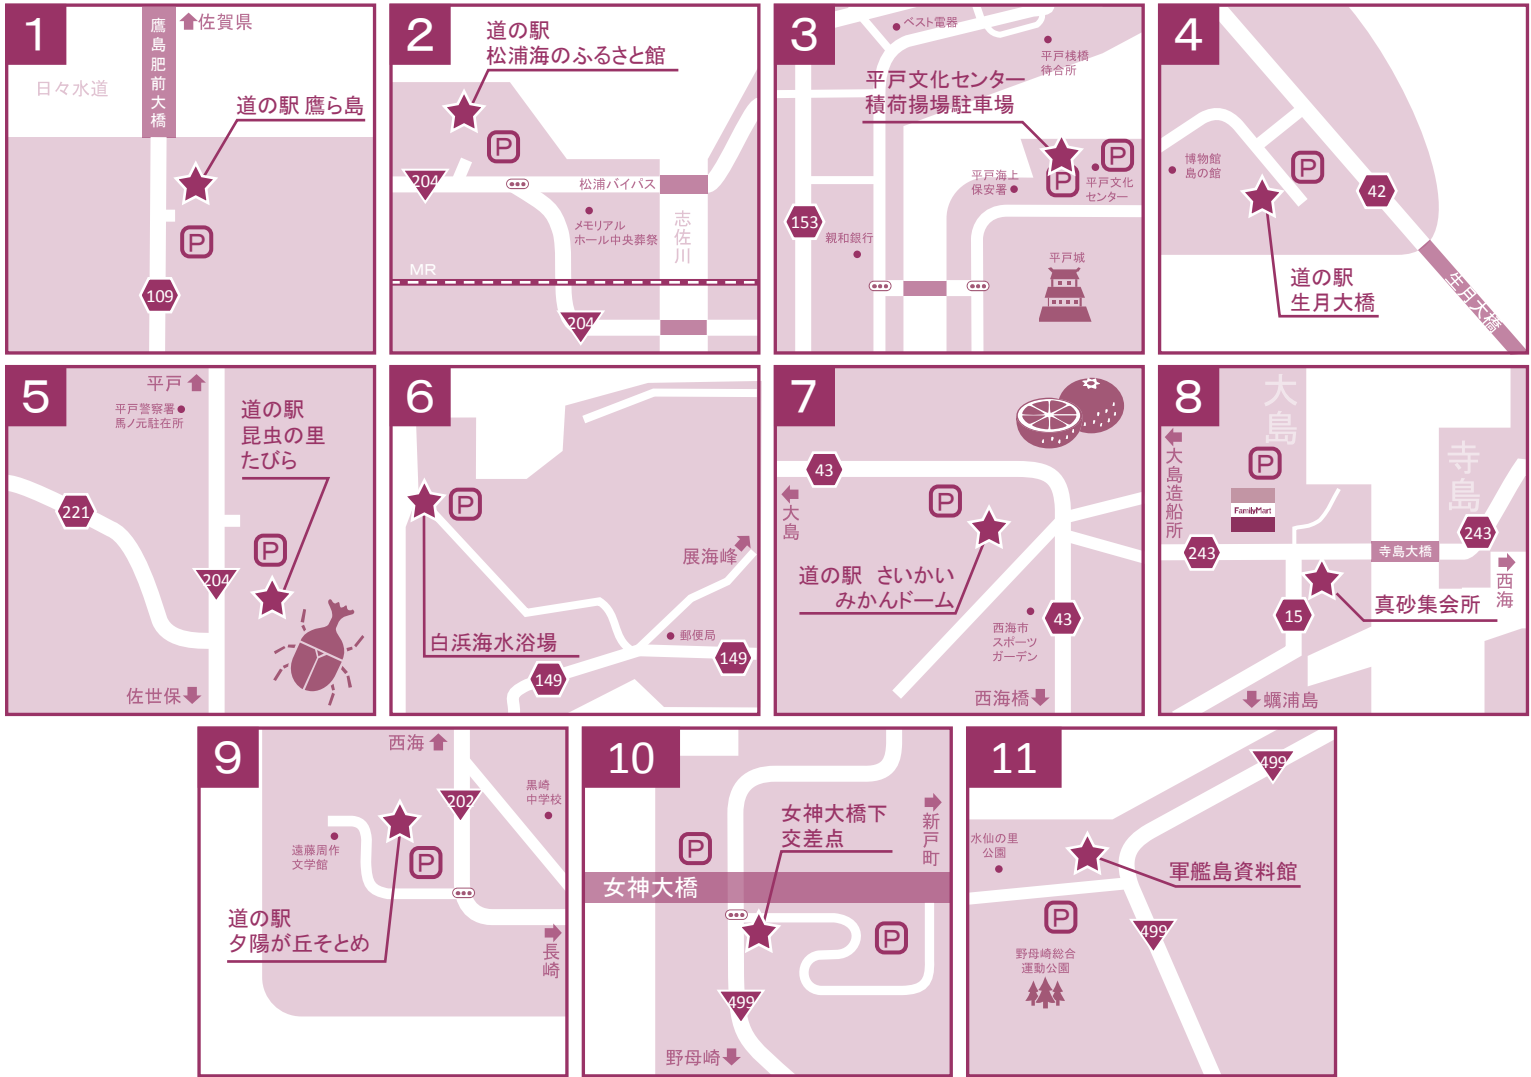 1
佐賀県
鷹島肥前大橋
日々水道
道の駅 鷹ら島
P
109
2
道の駅
松浦海のふるさと館
P
204
松浦バイパス
メモリアル
ホール中央葬祭
志佐川
MR
204
3
ベスト電器
平戸桟橋
待合所
平戸文化センター
積荷揚場駐車場
P
P
平戸海上
保安署
平戸文化
センター
153
親和銀行
平戸城
4
博物館
島の館
P
42
道の駅
生月大橋
生月大橋
5
平戸
平戸警察署
馬ノ元駐在所
道の駅
昆虫の里
たびら
221
P
204
佐世保
6
P
展海峰
白浜海水浴場
郵便局
149
149
7
43
大島
P
道の駅 さいかい
みかんドーム
西海市
スポーツ
ガーデン
43
西海橋
8
大島
大島造船所
寺島
P
FamilyMart
243
寺島大橋
243
西海
真砂集会所
15
蠣浦島
9
西海
202
黒崎
中学校
遠藤周作
文学館
P
道の駅
夕陽が丘そとめ
長崎
10
女神大橋下
交差点
新戸町
P
女神大橋
P
499
野母崎
11
499
水仙の里
公園
軍艦島資料館
P
499
野母崎総合
運動公園